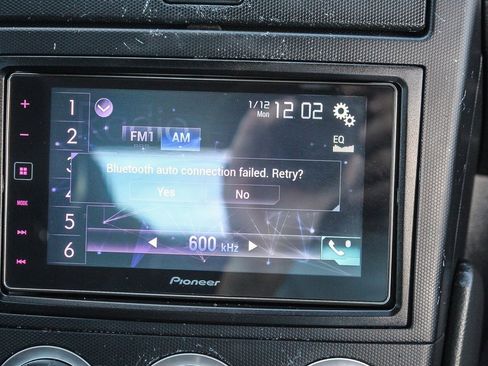 1
1/12
Mon
12 02
2
FM1
AM
EQ
3
Bluetooth auto connection failed. Retry?
Yes
No
MODE
5
600 kHz
6
Pioneer